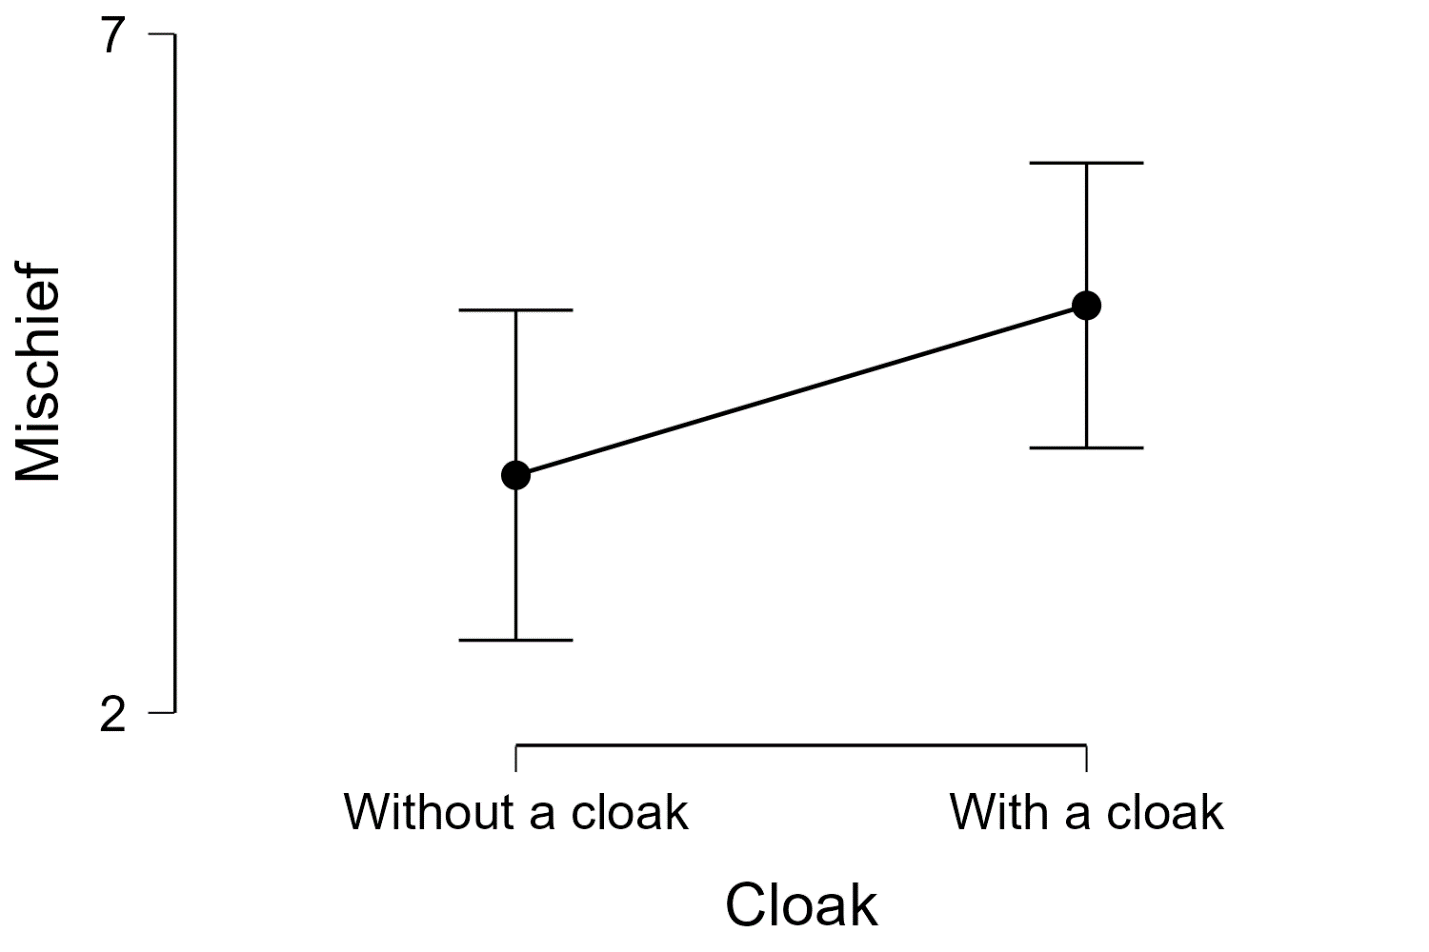 7
Mischief
2
Without a cloak
With a cloak
Cloak